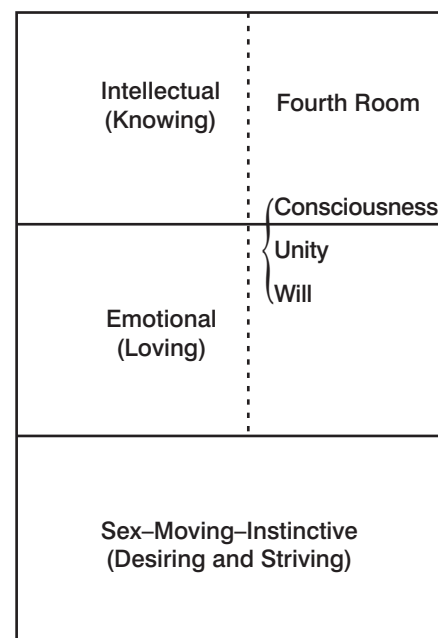 Intellectual
(Knowing)
Fourth Room
Consciousness
Unity
Will
Emotional
(Loving)
Sex–Moving–Instinctive
(Desiring and Striving)